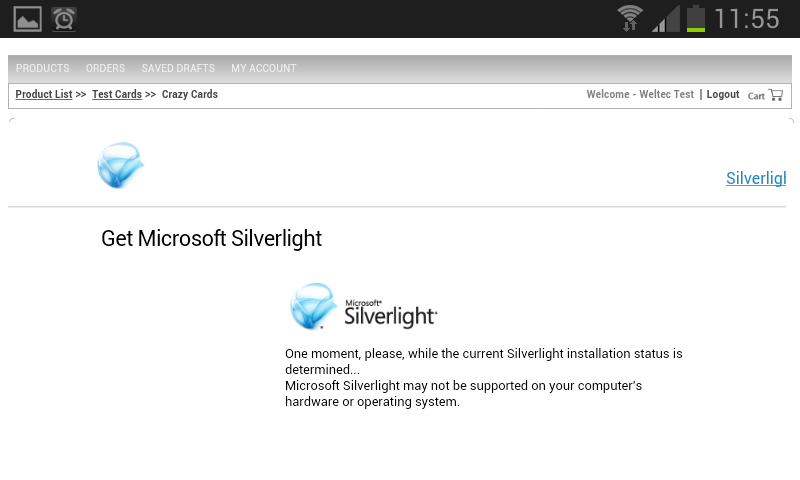 11:55
PRODUCTS ORDERS SAVED DRAFTS MY ACCOUNT
Product List >> Test Cards >> Crazy Cards Welcome - Weltec Test | Logout Cart
Silverligl
Get Microsoft Silverlight
Microsoft®
Silverlight™
One moment, please, while the current Silverlight installation status is
determined...
Microsoft Silverlight may not be supported on your computer's
hardware or operating system.